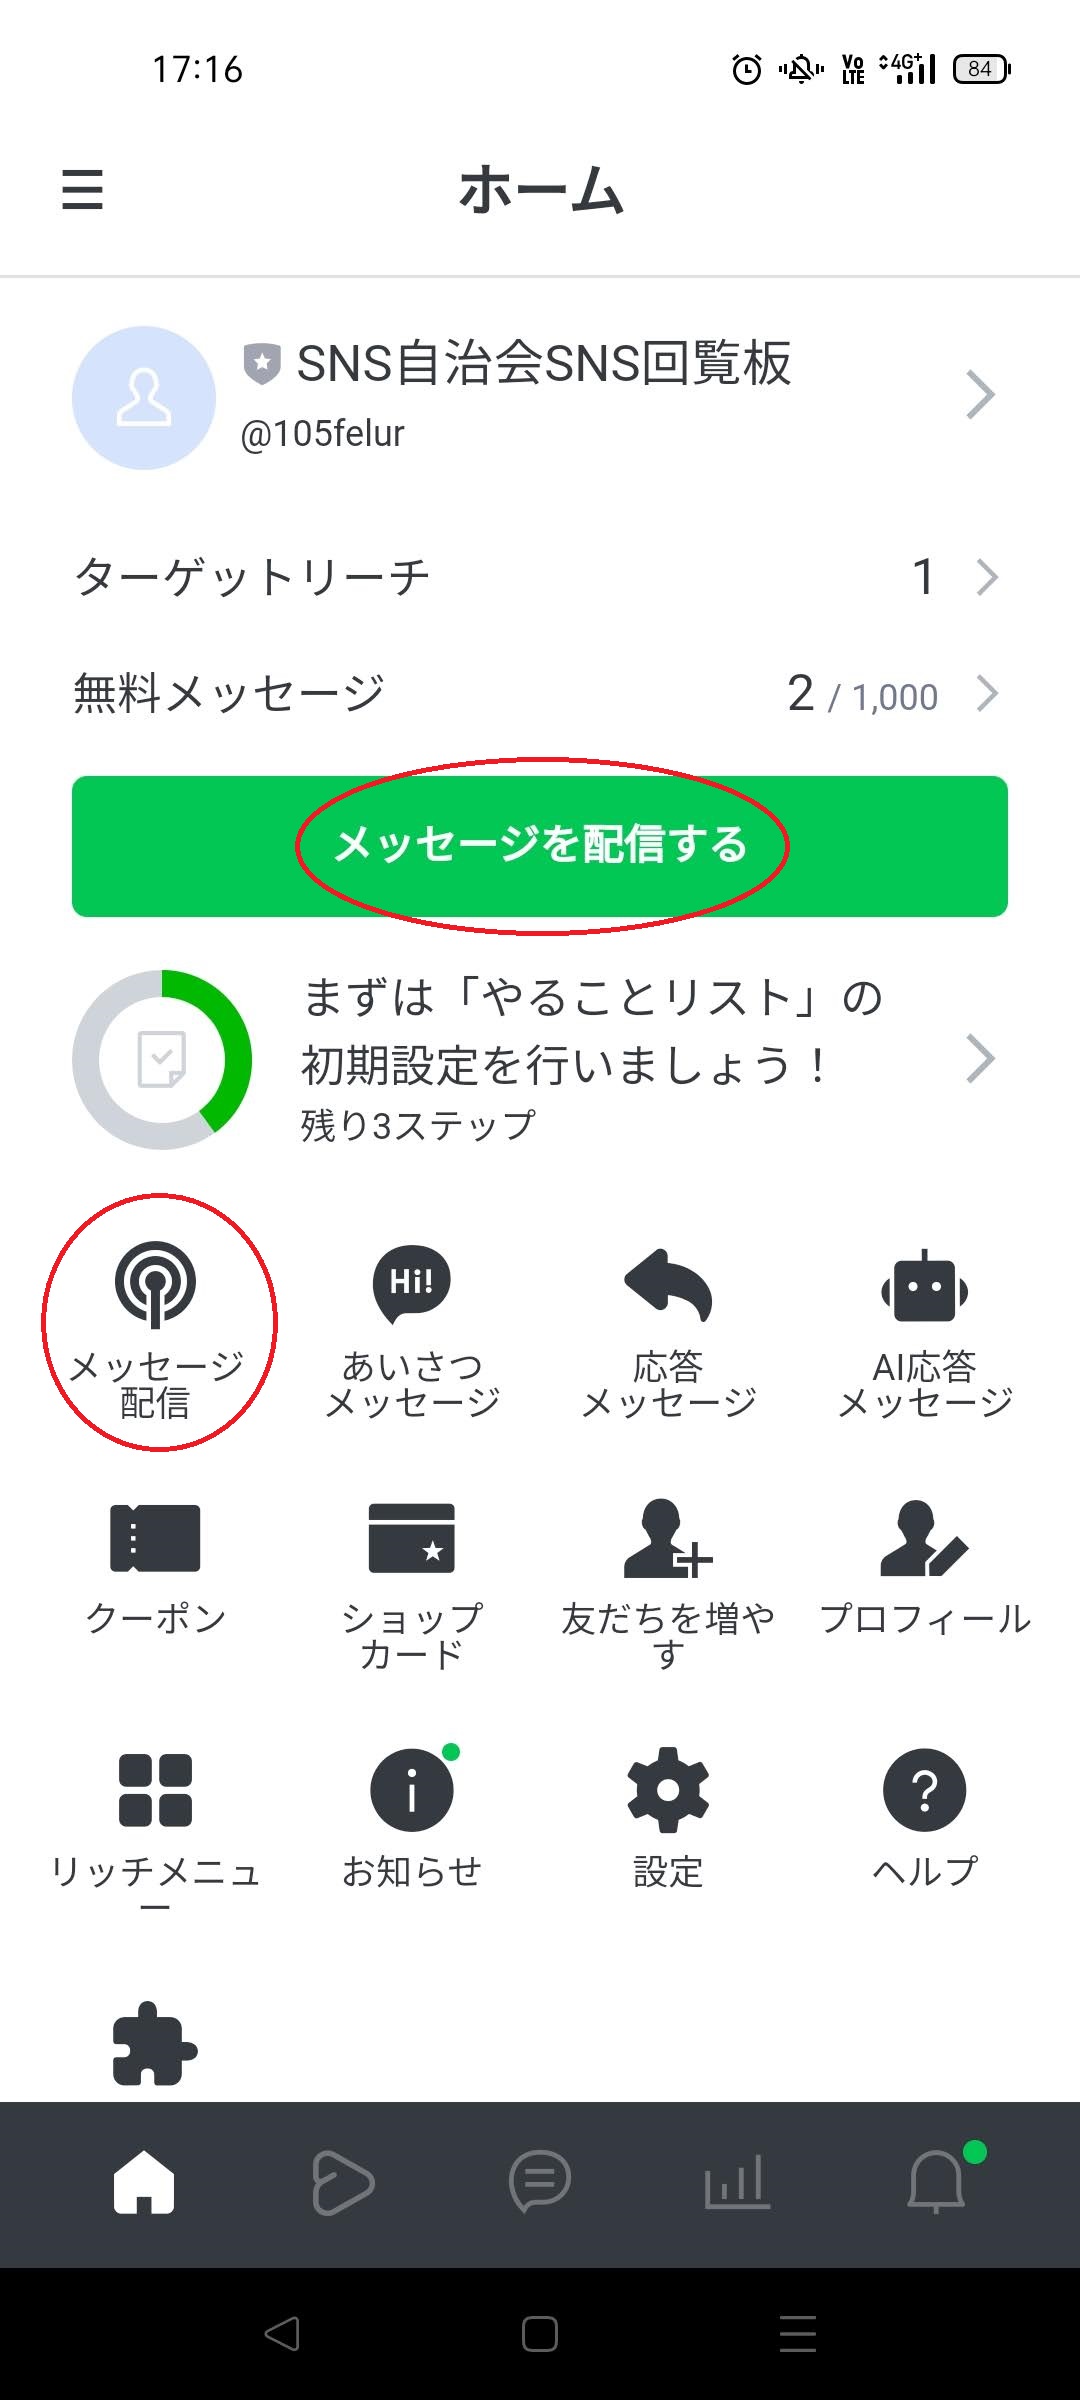 17:16
Vo
LTE
4G+
84
ホーム
SNS自治会SNS回覧板
@105felur
ターゲットリーチ 1
無料メッセージ 2 / 1,000
メッセージを配信する
まずは「やることリスト」の
初期設定を行いましょう！
残り3ステップ
Hi!
メッセージ
配信
あいさつ
メッセージ
応答
メッセージ
AI応答
メッセージ
クーポン
ショップ
カード
友だちを増や
す
プロフィール
リッチメニュ
ー
お知らせ
設定
ヘルプ